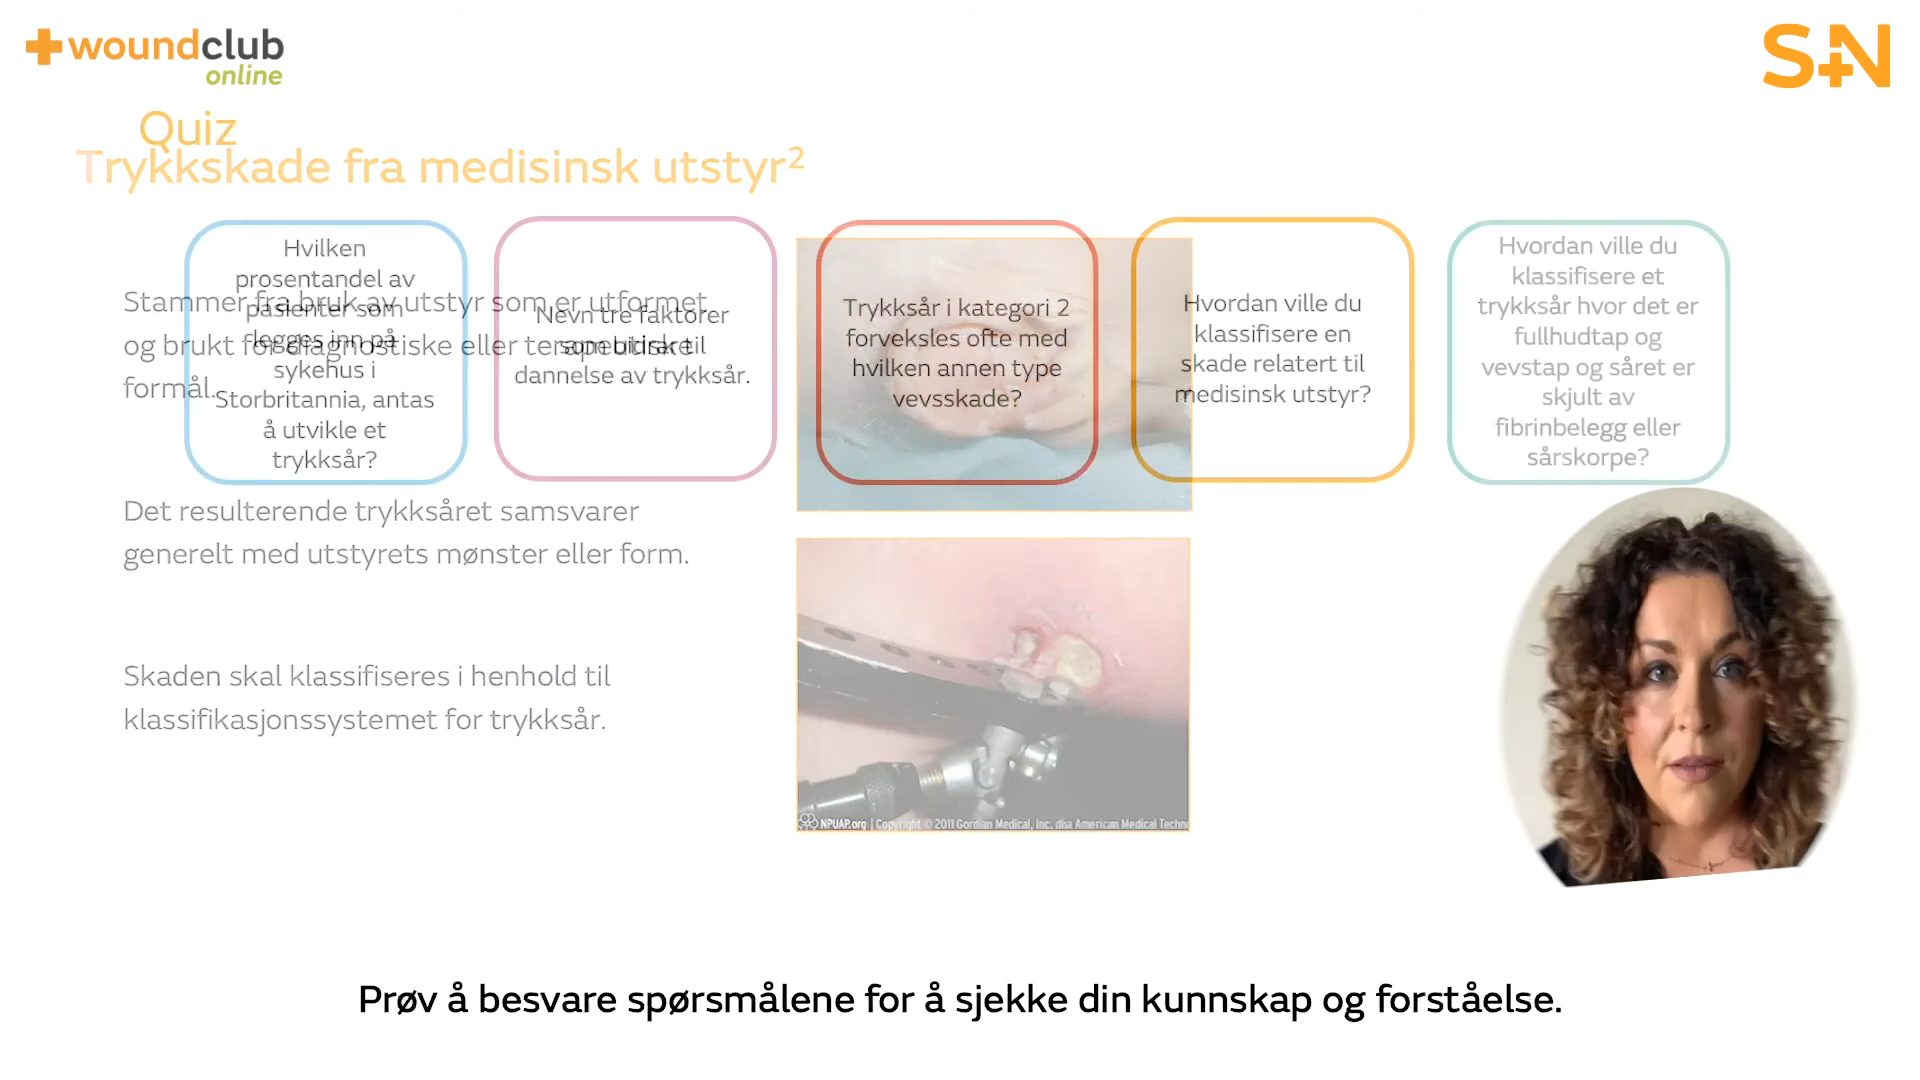 woundclub
online
S+N
Quiz
Trykkskade fra medisinsk utstyr²
Hvilken
prosentandel av
pasienter som
legges inn på
sykehus i
Storbritannia, antas
å utvikle et
trykksår?
Nevn tre faktorer
som bidrar til
dannelse av trykksår.
Trykksår i kategori 2
forveksles ofte med
hvilken annen type
vevsskade?
Hvordan ville du
klassifisere en
skade relatert til
medisinsk utstyr?
Hvordan ville du
klassifisere et
trykksår hvor det er
fullhudtap og
vevstap og såret er
skjult av
fibrinbelegg eller
sårskorpe?
Stammer fra bruk av utstyr som er utformet
og brukt for diagnostiske eller terapeutiske
formål.
Det resulterende trykksåret samsvarer
generelt med utstyrets mønster eller form.
Skaden skal klassifiseres i henhold til
klassifikasjonssystemet for trykksår.
NPUAP.org | Copyright © 2011 Gordian Medical, Inc. dba American Medical Techn
Prøv å besvare spørsmålene for å sjekke din kunnskap og forståelse.